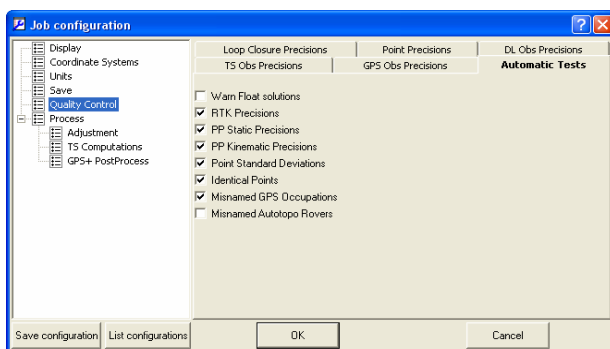 Job configuration
Display
Coordinate Systems
Units
Save
Quality Control
Process
Adjustment
TS Computations
GPS+ PostProcess
Loop Closure Precisions
Point Precisions
DL Obs Precisions
TS Obs Precisions
GPS Obs Precisions
Automatic Tests
Warn Float solutions
RTK Precisions
PP Static Precisions
PP Kinematic Precisions
Point Standard Deviations
Identical Points
Misnamed GPS Occupations
Misnamed Autotopo Rovers
Save configuration
List configurations
OK
Cancel